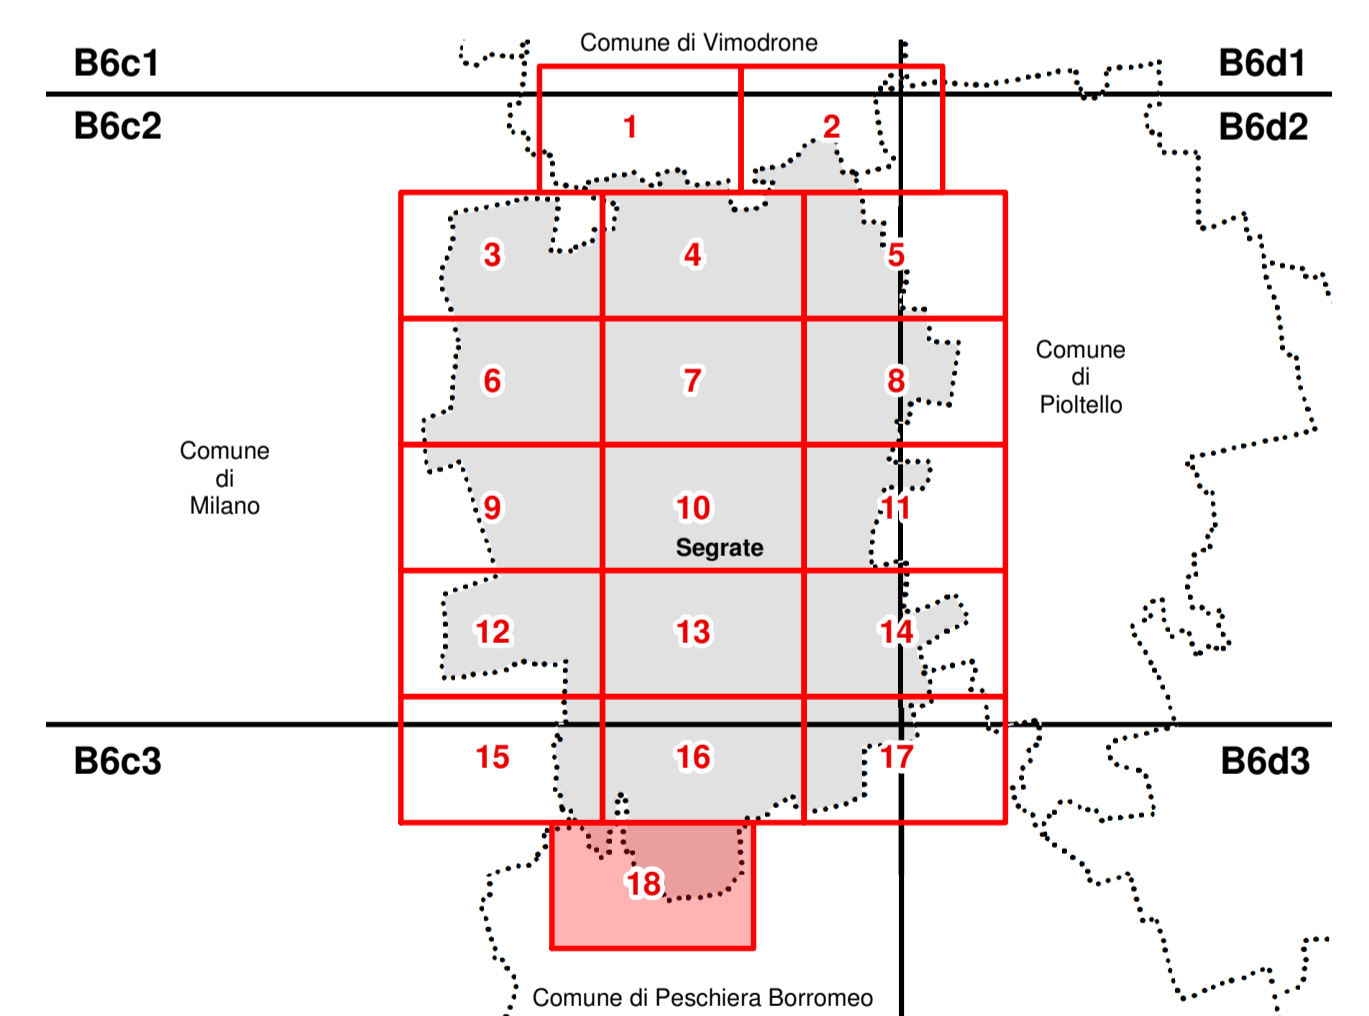 Comune di Vimodrone
B6c1
B6d1
B6c2
1
2
B6d2
3
4
5
6
7
8
Comune
di
Pioltello
Comune
di
Milano
9
10
11
Segrate
12
13
14
B6c3
15
16
17
B6d3
18
Comune di Peschiera Borromeo